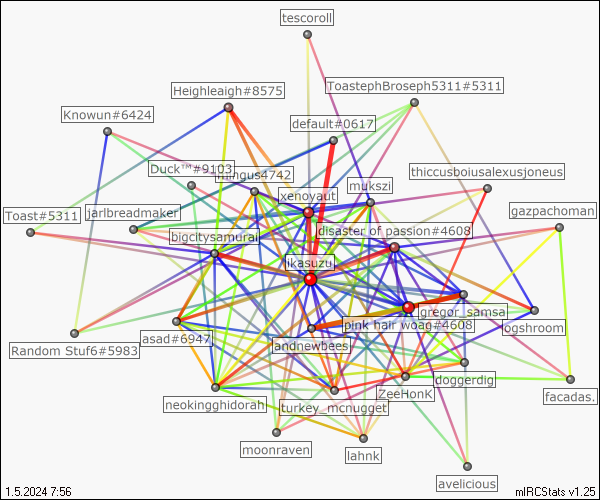 tescoroll
ToastephBroseph5311#5311
Heighleaigh#8575
Knowun#6424
default#0617
Duck™#9103
mingus4742
thiccusboiusalexusjoneus
mukszi
xenoyaut
Toast#5311
jarlbreadmaker
gazpachoman
disaster of passion#4608
bigcitysamurai
ikasuzu
gregor_samsa
pink hair woag#4608
ogshroom
asad#6947
andnewbees
Random Stuf6#5983
doggerdig
ZeeHonK
facadas.
neokingghidorah
turkey_mcnugget
moonraven
lahnk
avelicious
1.5.2024 7:56
mIRCStats v1.25